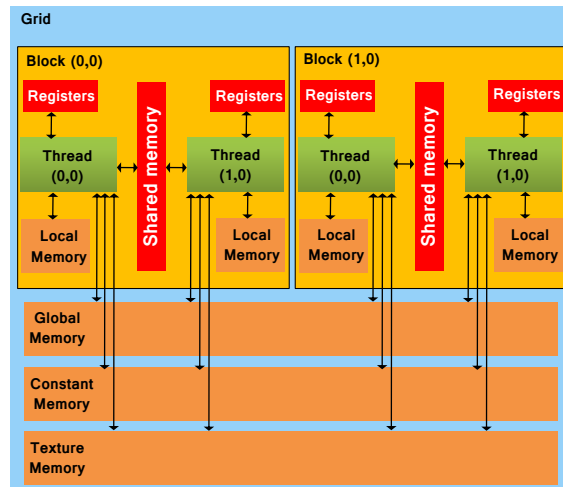 Grid
Block (0,0)
Registers
Registers
Thread
(0,0)
Shared memory
Thread
(1,0)
Local
Memory
Local
Memory
Block (1,0)
Registers
Registers
Thread
(0,0)
Shared memory
Thread
(1,0)
Local
Memory
Local
Memory
Global
Memory
Constant
Memory
Texture
Memory